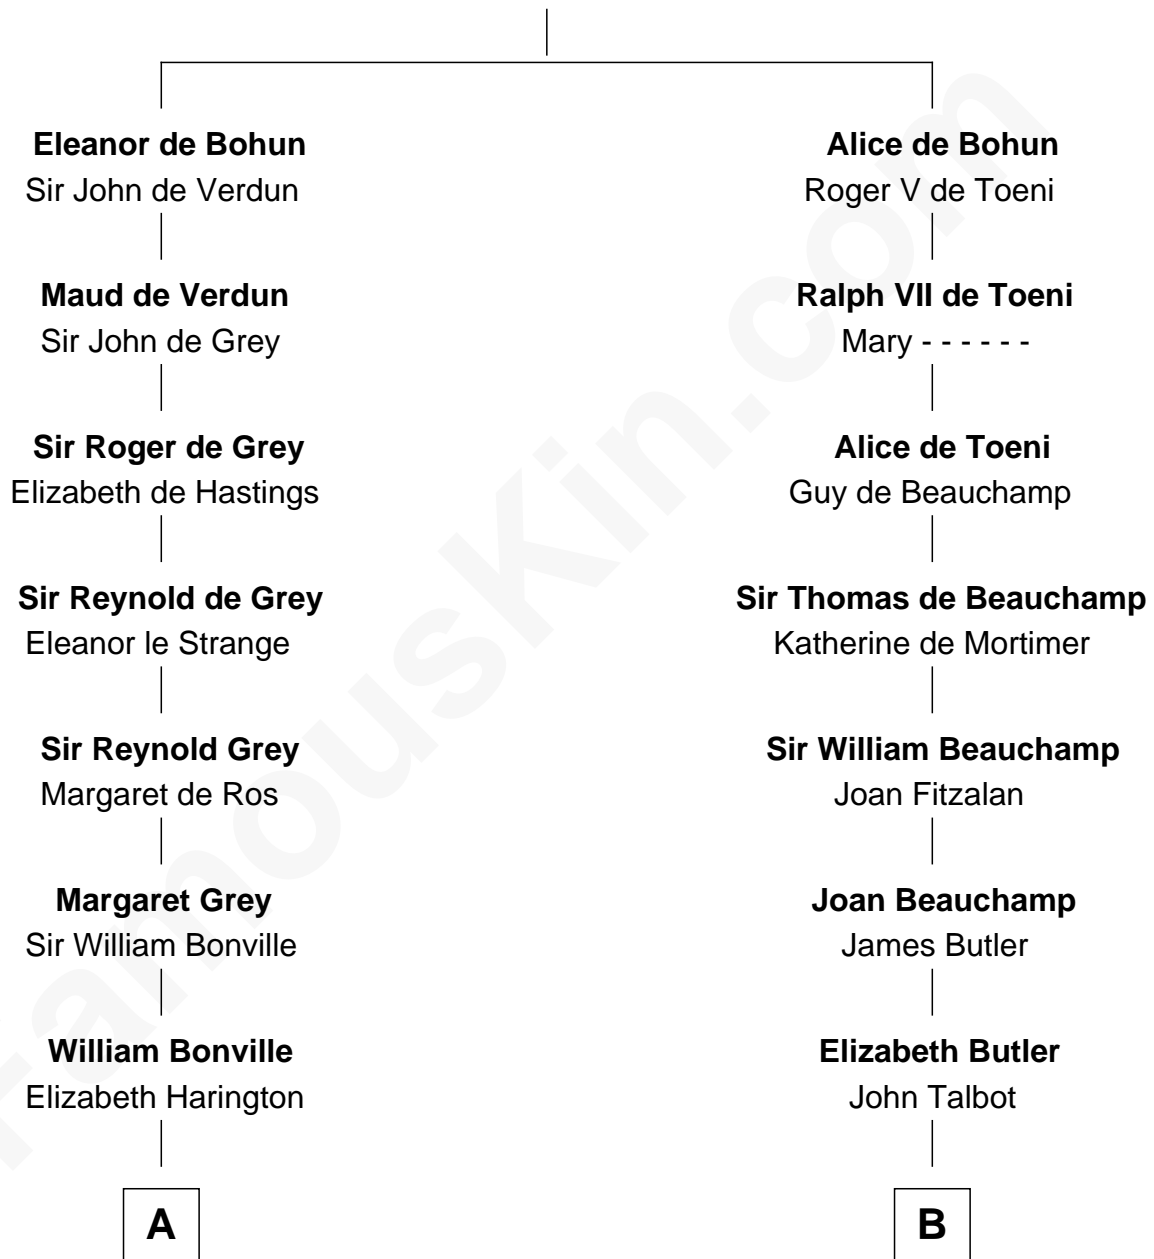 Eleanor de Bohun
Sir John de Verdun
Maud de Verdun
Sir John de Grey
Sir Roger de Grey
Elizabeth de Hastings
Sir Reynold de Grey
Eleanor le Strange
Sir Reynold Grey
Margaret de Ros
Margaret Grey
Sir William Bonville
William Bonville
Elizabeth Harington
A
Alice de Bohun
Roger V de Toeni
Ralph VII de Toeni
Mary - - - - - -
Alice de Toeni
Guy de Beauchamp
Sir Thomas de Beauchamp
Katherine de Mortimer
Sir William Beauchamp
Joan Fitzalan
Joan Beauchamp
James Butler
Elizabeth Butler
John Talbot
B
FamousKin.com